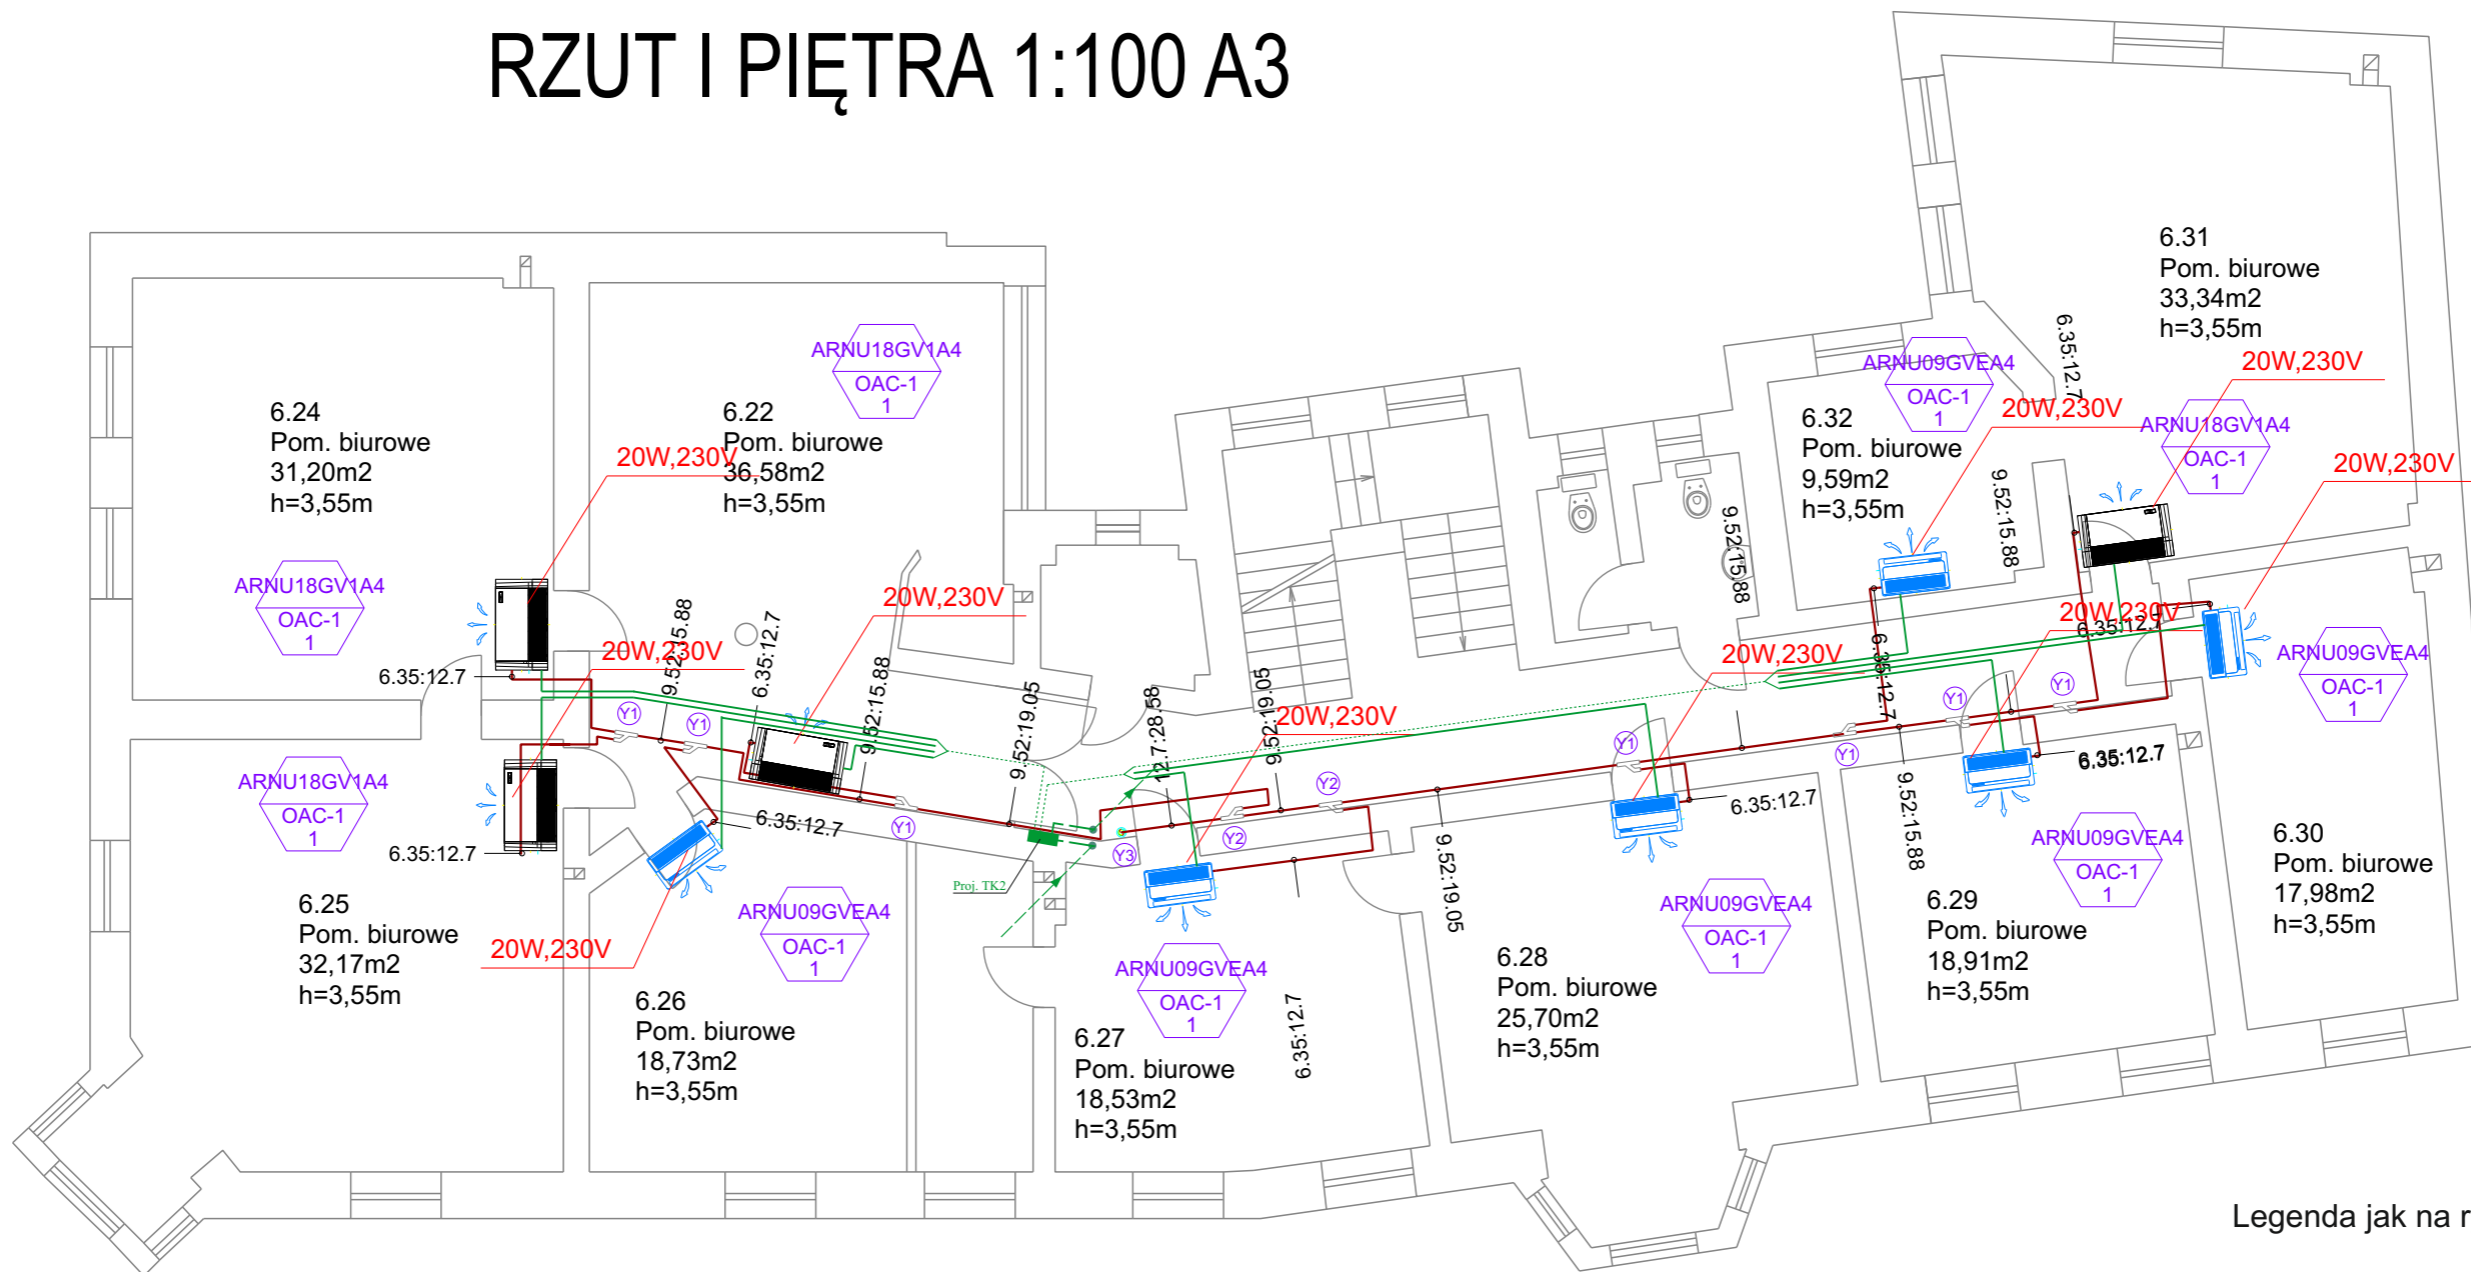 RZUT I PIĘTRA 1:100 A3
6.24
Pom. biurowe
31,20m2
h=3,55m
ARNU18GV1A4
OAC-1
1
6.22
Pom. biurowe
36,58m2
h=3,55m
ARNU18GV1A4
OAC-1
1
20W,230V
20W,230V
20W,230V
6.35:12.7
9.52:15.88
6.35:12.7
9.52:15.88
Y1
Y1
ARNU18GV1A4
OAC-1
1
6.35:12.7
6.25
Pom. biurowe
32,17m2
h=3,55m
20W,230V
6.35:12.7
Y1
ARNU09GVEA4
OAC-1
1
6.26
Pom. biurowe
18,73m2
h=3,55m
Proj. TK2
9.52:19.05
12.7:28.58
9.52:19.05
20W,230V
Y3
Y2
Y2
ARNU09GVEA4
OAC-1
1
6.27
Pom. biurowe
18,53m2
h=3,55m
6.35:12.7
9.52:19.05
9.52:15.88
20W,230V
Y1
6.35:12.7
ARNU09GVEA4
OAC-1
1
6.28
Pom. biurowe
25,70m2
h=3,55m
ARNU09GVEA4
OAC-1
1
6.32
Pom. biurowe
9,59m2
h=3,55m
20W,230V
6.35:12.7
Y1
9.52:15.88
6.31
Pom. biurowe
33,34m2
h=3,55m
6.35:12.7
20W,230V
ARNU18GV1A4
OAC-1
1
9.52:15.88
20W,230V
20W,230V
6.35:12.7
Y1
Y1
6.35:12.7
ARNU09GVEA4
OAC-1
1
6.29
Pom. biurowe
18,91m2
h=3,55m
ARNU09GVEA4
OAC-1
1
6.30
Pom. biurowe
17,98m2
h=3,55m
Legenda jak na r